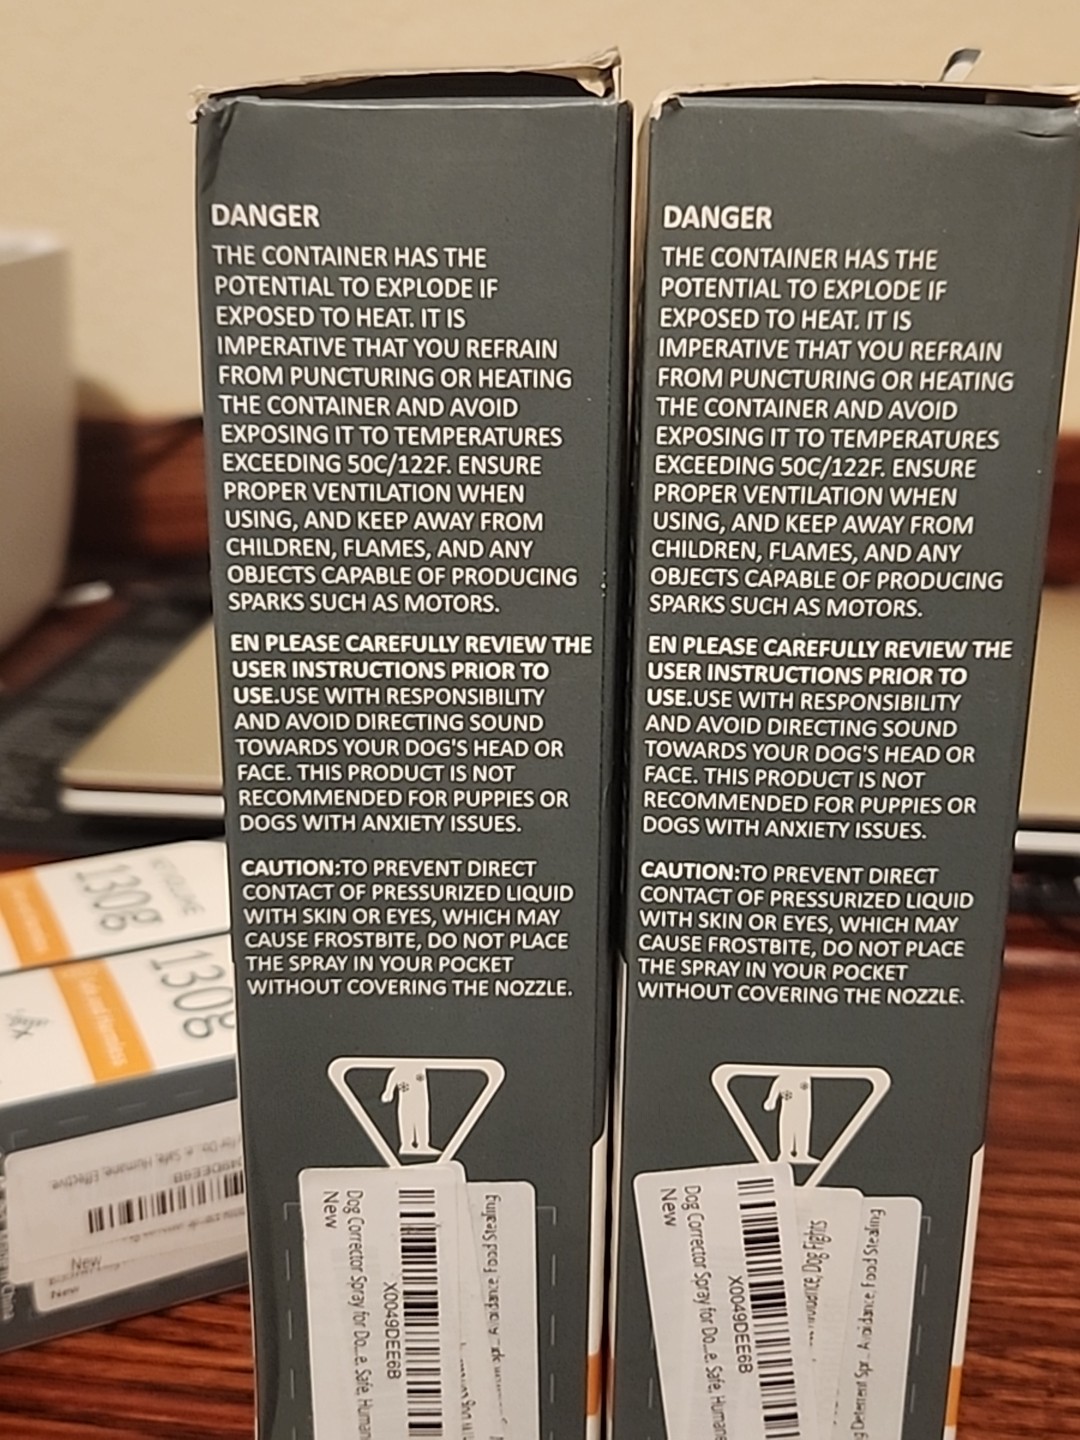 DANGER
THE CONTAINER HAS THE
POTENTIAL TO EXPLODE IF
EXPOSED TO HEAT. IT IS
IMPERATIVE THAT YOU REFRAIN
FROM PUNCTURING OR HEATING
THE CONTAINER AND AVOID
EXPOSING IT TO TEMPERATURES
EXCEEDING 50C/122F. ENSURE
PROPER VENTILATION WHEN
USING, AND KEEP AWAY FROM
CHILDREN, FLAMES, AND ANY
OBJECTS CAPABLE OF PRODUCING
SPARKS SUCH AS MOTORS.
EN PLEASE CAREFULLY REVIEW THE
USER INSTRUCTIONS PRIOR TO
USE.USE WITH RESPONSIBILITY
AND AVOID DIRECTING SOUND
TOWARDS YOUR DOG'S HEAD OR
FACE. THIS PRODUCT IS NOT
RECOMMENDED FOR PUPPIES OR
DOGS WITH ANXIETY ISSUES.
CAUTION:TO PREVENT DIRECT
CONTACT OF PRESSURIZED LIQUID
WITH SKIN OR EYES, WHICH MAY
CAUSE FROSTBITE, DO NOT PLACE
THE SPRAY IN YOUR POCKET
WITHOUT COVERING THE NOZZLE.
X0049DEE6B
Dog Corrector Spray for Do...e, Safe, Humane
New
Avoidance, Food Stealing
DANGER
THE CONTAINER HAS THE
POTENTIAL TO EXPLODE IF
EXPOSED TO HEAT. IT IS
IMPERATIVE THAT YOU REFRAIN
FROM PUNCTURING OR HEATING
THE CONTAINER AND AVOID
EXPOSING IT TO TEMPERATURES
EXCEEDING 50C/122F. ENSURE
PROPER VENTILATION WHEN
USING, AND KEEP AWAY FROM
CHILDREN, FLAMES, AND ANY
OBJECTS CAPABLE OF PRODUCING
SPARKS SUCH AS MOTORS.
EN PLEASE CAREFULLY REVIEW THE
USER INSTRUCTIONS PRIOR TO
USE.USE WITH RESPONSIBILITY
AND AVOID DIRECTING SOUND
TOWARDS YOUR DOG'S HEAD OR
FACE. THIS PRODUCT IS NOT
RECOMMENDED FOR PUPPIES OR
DOGS WITH ANXIETY ISSUES.
CAUTION:TO PREVENT DIRECT
CONTACT OF PRESSURIZED LIQUID
WITH SKIN OR EYES, WHICH MAY
CAUSE FROSTBITE, DO NOT PLACE
THE SPRAY IN YOUR POCKET
WITHOUT COVERING THE NOZZLE.
X0049DEE6B
Dog Corrector Spray for Do...e, Safe, Humane
New
Dog Fights
Avoidance, Food Stealing
130g
130g
New
New